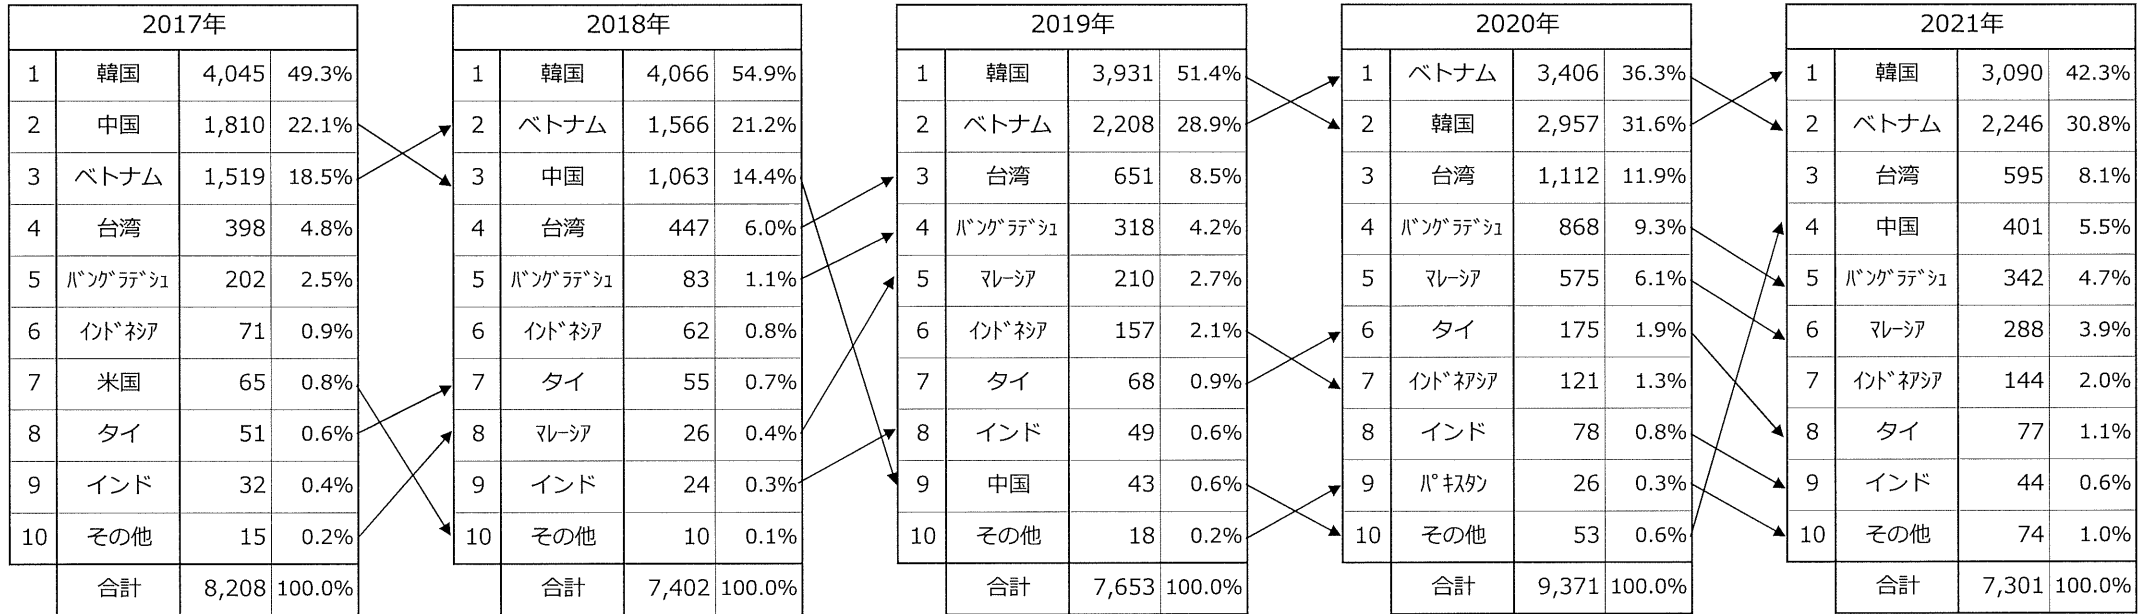 2017年
1 韓国 4,045 49.3%
2 中国 1,810 22.1%
3 ベトナム 1,519 18.5%
4 台湾 398 4.8%
5 ﾊﾞﾝｸﾞﾗﾃﾞｼｭ 202 2.5%
6 ｲﾝﾄﾞﾈｼｱ 71 0.9%
7 米国 65 0.8%
8 タイ 51 0.6%
9 インド 32 0.4%
10 その他 15 0.2%
合計 8,208 100.0%
2018年
1 韓国 4,066 54.9%
2 ベトナム 1,566 21.2%
3 中国 1,063 14.4%
4 台湾 447 6.0%
5 ﾊﾞﾝｸﾞﾗﾃﾞｼｭ 83 1.1%
6 ｲﾝﾄﾞﾈｼｱ 62 0.8%
7 タイ 55 0.7%
8 ﾏﾚｰｼｱ 26 0.4%
9 インド 24 0.3%
10 その他 10 0.1%
合計 7,402 100.0%
2019年
1 韓国 3,931 51.4%
2 ベトナム 2,208 28.9%
3 台湾 651 8.5%
4 ﾊﾞﾝｸﾞﾗﾃﾞｼｭ 318 4.2%
5 ﾏﾚｰｼｱ 210 2.7%
6 ｲﾝﾄﾞﾈｼｱ 157 2.1%
7 タイ 68 0.9%
8 インド 49 0.6%
9 中国 43 0.6%
10 その他 18 0.2%
合計 7,653 100.0%
2020年
1 ベトナム 3,406 36.3%
2 韓国 2,957 31.6%
3 台湾 1,112 11.9%
4 ﾊﾞﾝｸﾞﾗﾃﾞｼｭ 868 9.3%
5 ﾏﾚｰｼｱ 575 6.1%
6 タイ 175 1.9%
7 ｲﾝﾄﾞﾈｱｼｱ 121 1.3%
8 インド 78 0.8%
9 ﾊﾟｷｽﾀﾝ 26 0.3%
10 その他 53 0.6%
合計 9,371 100.0%
2021年
1 韓国 3,090 42.3%
2 ベトナム 2,246 30.8%
3 台湾 595 8.1%
4 中国 401 5.5%
5 ﾊﾞﾝｸﾞﾗﾃﾞｼｭ 342 4.7%
6 ﾏﾚｰｼｱ 288 3.9%
7 ｲﾝﾄﾞﾈｱｼｱ 144 2.0%
8 タイ 77 1.1%
9 インド 44 0.6%
10 その他 74 1.0%
合計 7,301 100.0%